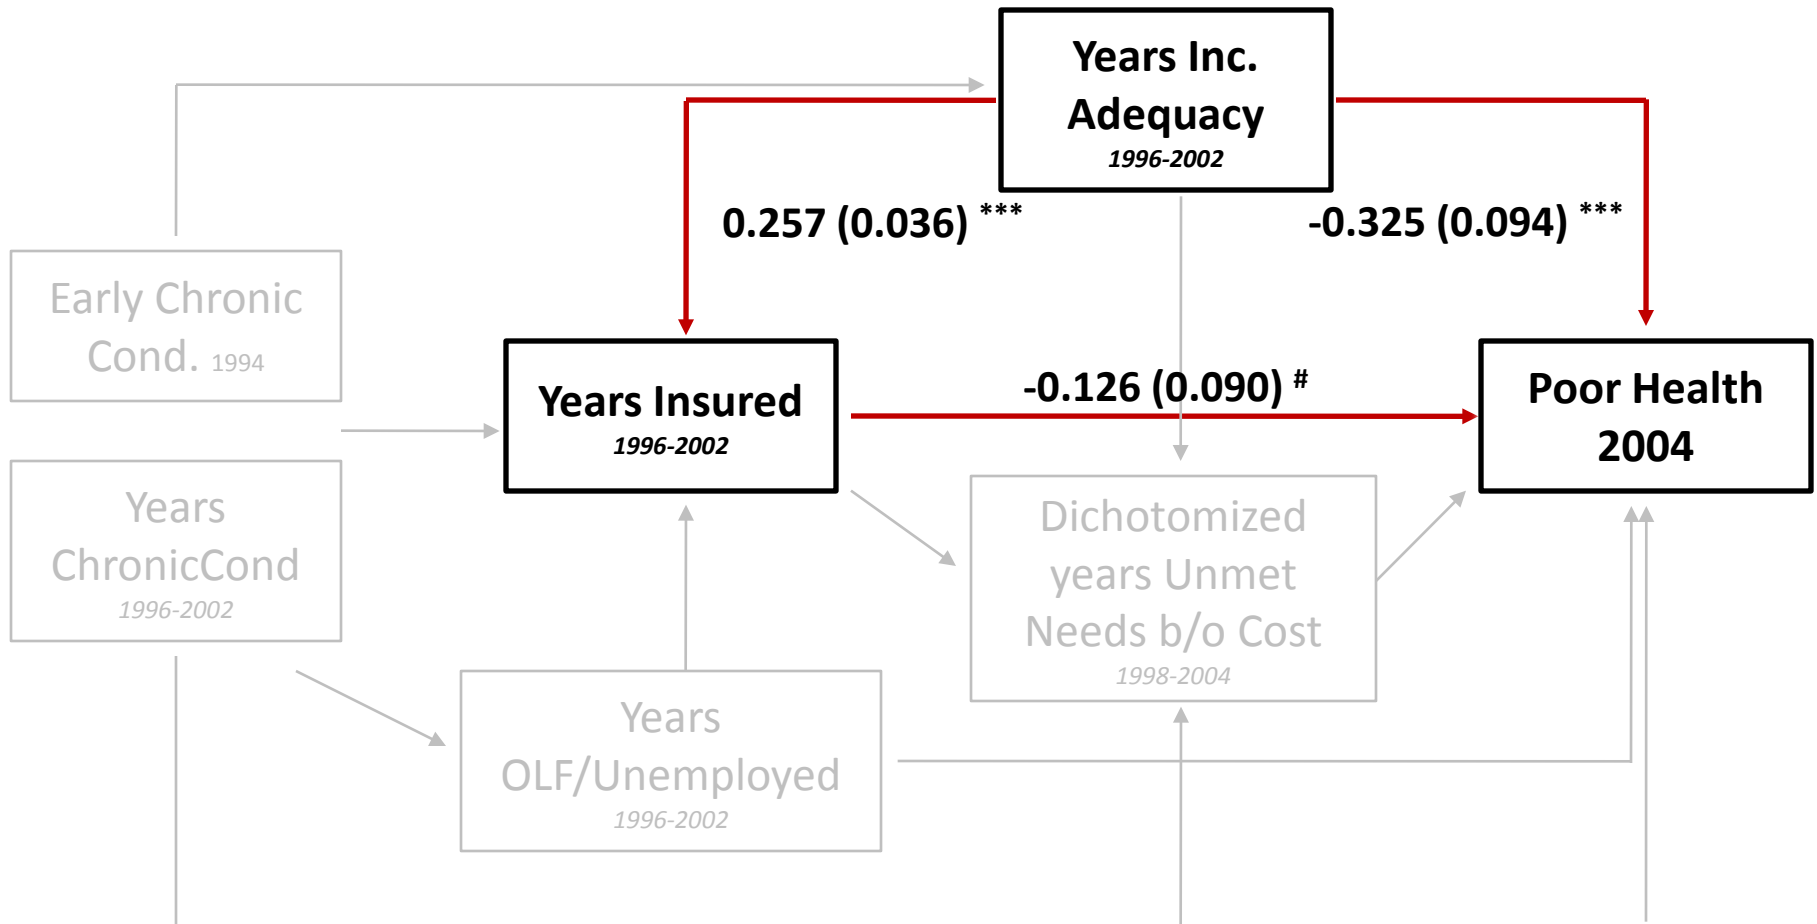 Years Inc.
Adequacy
1996-2002
0.257 (0.036) ***
-0.325 (0.094) ***
Early Chronic
Cond. 1994
Years Insured
1996-2002
-0.126 (0.090) #
Poor Health
2004
Years
ChronicCond
1996-2002
Dichotomized
years Unmet
Needs b/o Cost
1998-2004
Years
OLF/Unemployed
1996-2002